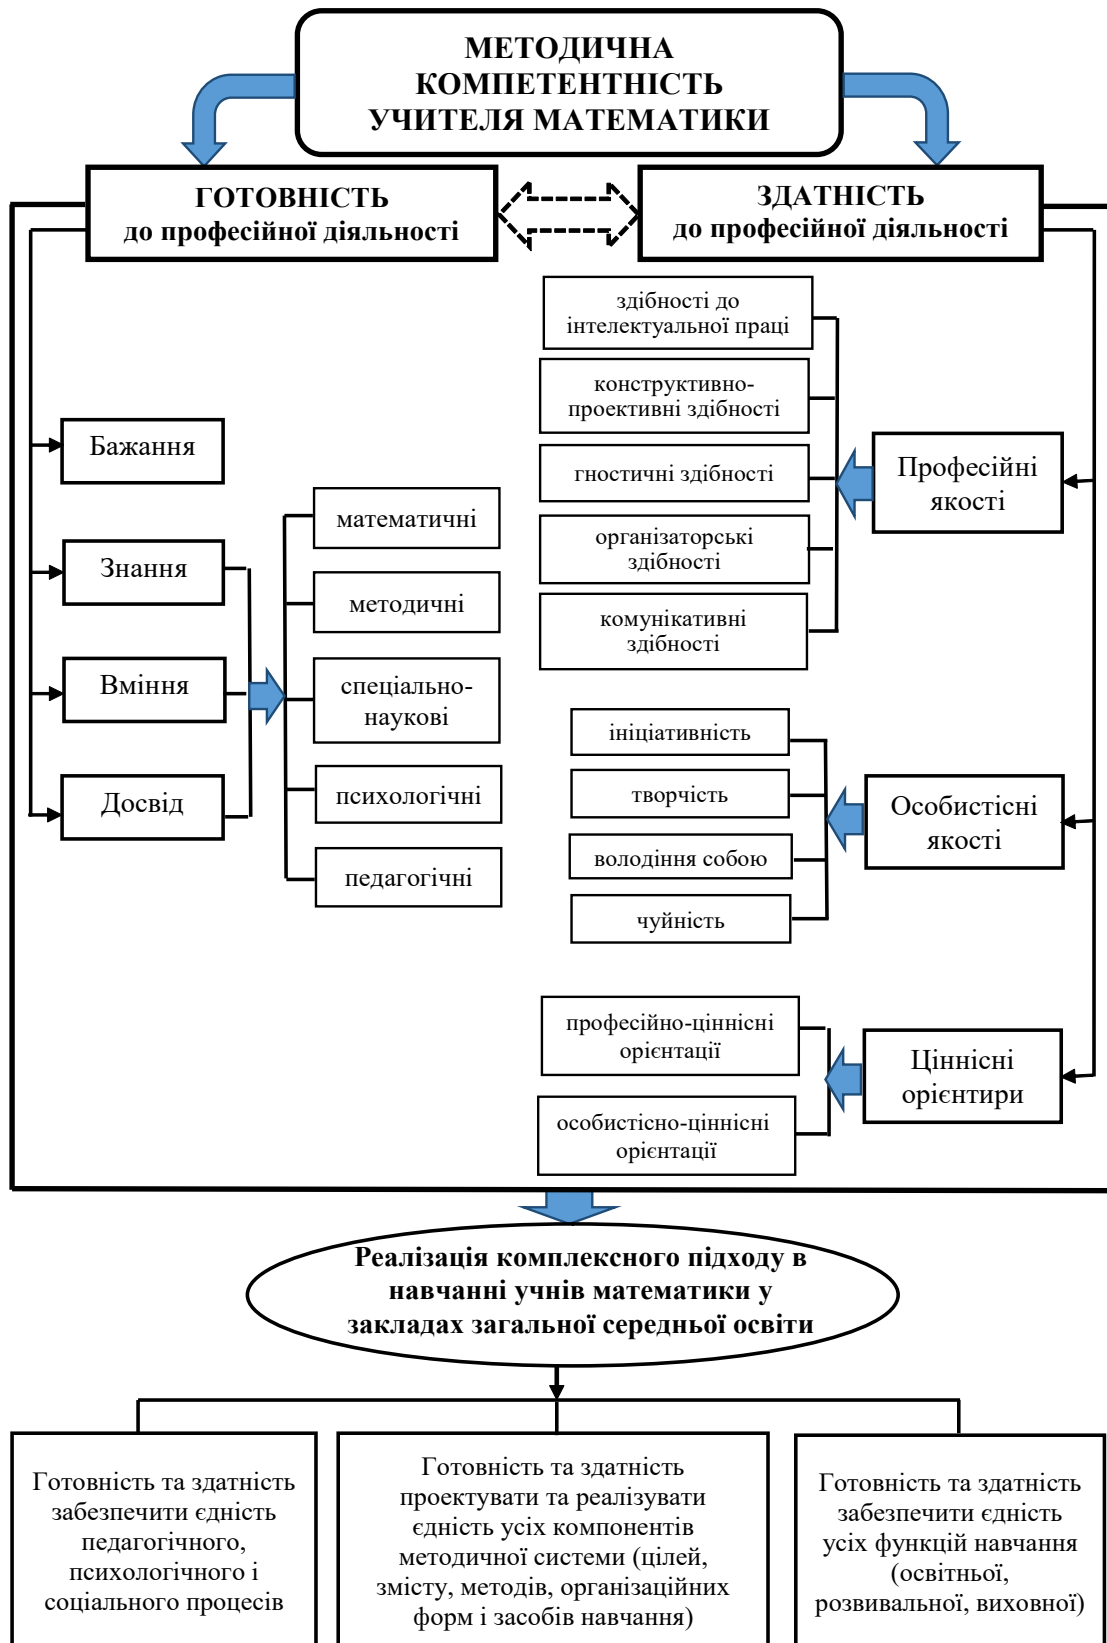 МЕТОДИЧНА
КОМПЕТЕНТНІСТЬ
УЧИТЕЛЯ МАТЕМАТИКИ
ГОТОВНІСТЬ
до професійної діяльності
ЗДАТНІСТЬ
до професійної діяльності
Бажання
Знання
Вміння
Досвід
математичні
методичні
спеціально-
наукові
психологічні
педагогічні
здібності до
інтелектуальної праці
конструктивно-
проективні здібності
гностичні здібності
організаторські
здібності
комунікативні
здібності
Професійні
якості
ініціативність
творчість
володіння собою
чуйність
Особистісні
якості
професійно-ціннісні
орієнтації
особистісно-ціннісні
орієнтації
Ціннісні
орієнтири
Реалізація комплексного підходу в
навчанні учнів математики у
закладах загальної середньої освіти
Готовність та здатність
забезпечити єдність
педагогічного,
психологічного і
соціального процесів
Готовність та здатність
проектувати та реалізувати
єдність усіх компонентів
методичної системи (цілей,
змісту, методів, організаційних
форм і засобів навчання)
Готовність та здатність
забезпечити єдність
усіх функцій навчання
(освітньої,
розвивальної, виховної)